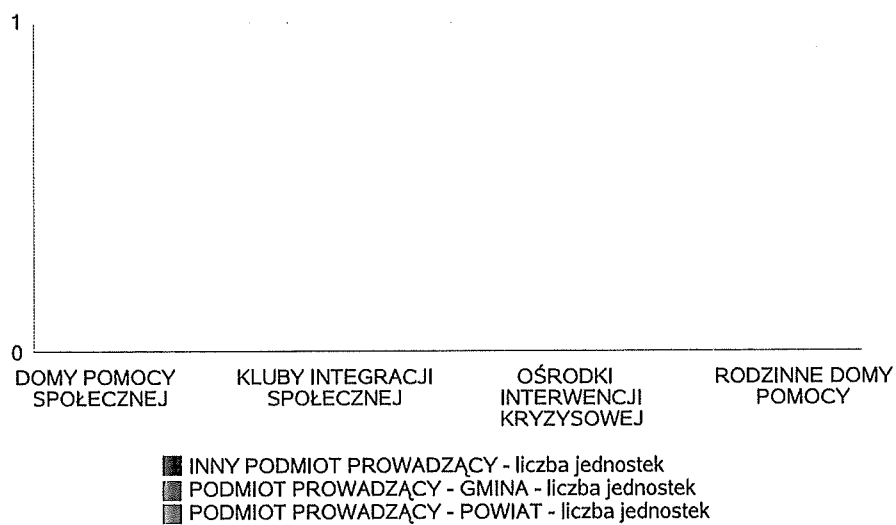 1
0
DOMY POMOCY
SPOŁECZNEJ
KLUBY INTEGRACJI
SPOŁECZNEJ
OŚRODKI
INTERWENCJI
KRYZYSOWEJ
RODZINNE DOMY
POMOCY
INNY PODMIOT PROWADZĄCY - liczba jednostek
PODMIOT PROWADZĄCY - GMINA - liczba jednostek
PODMIOT PROWADZĄCY - POWIAT - liczba jednostek